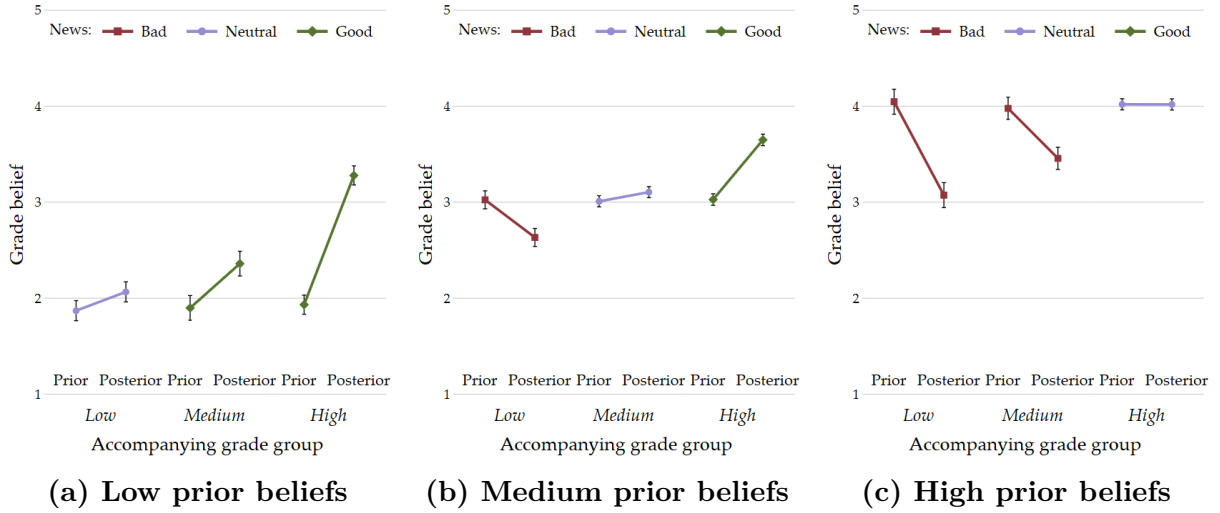 5
News: Bad Neutral Good
4
3
2
1
Grade belief
Prior Posterior Prior Posterior Prior Posterior
Low Medium High
Accompanying grade group
(a) Low prior beliefs
5
News: Bad Neutral Good
4
3
2
1
Grade belief
Prior Posterior Prior Posterior Prior Posterior
Low Medium High
Accompanying grade group
(b) Medium prior beliefs
5
News: Bad Neutral Good
4
3
2
1
Grade belief
Prior Posterior Prior Posterior Prior Posterior
Low Medium High
Accompanying grade group
(c) High prior beliefs